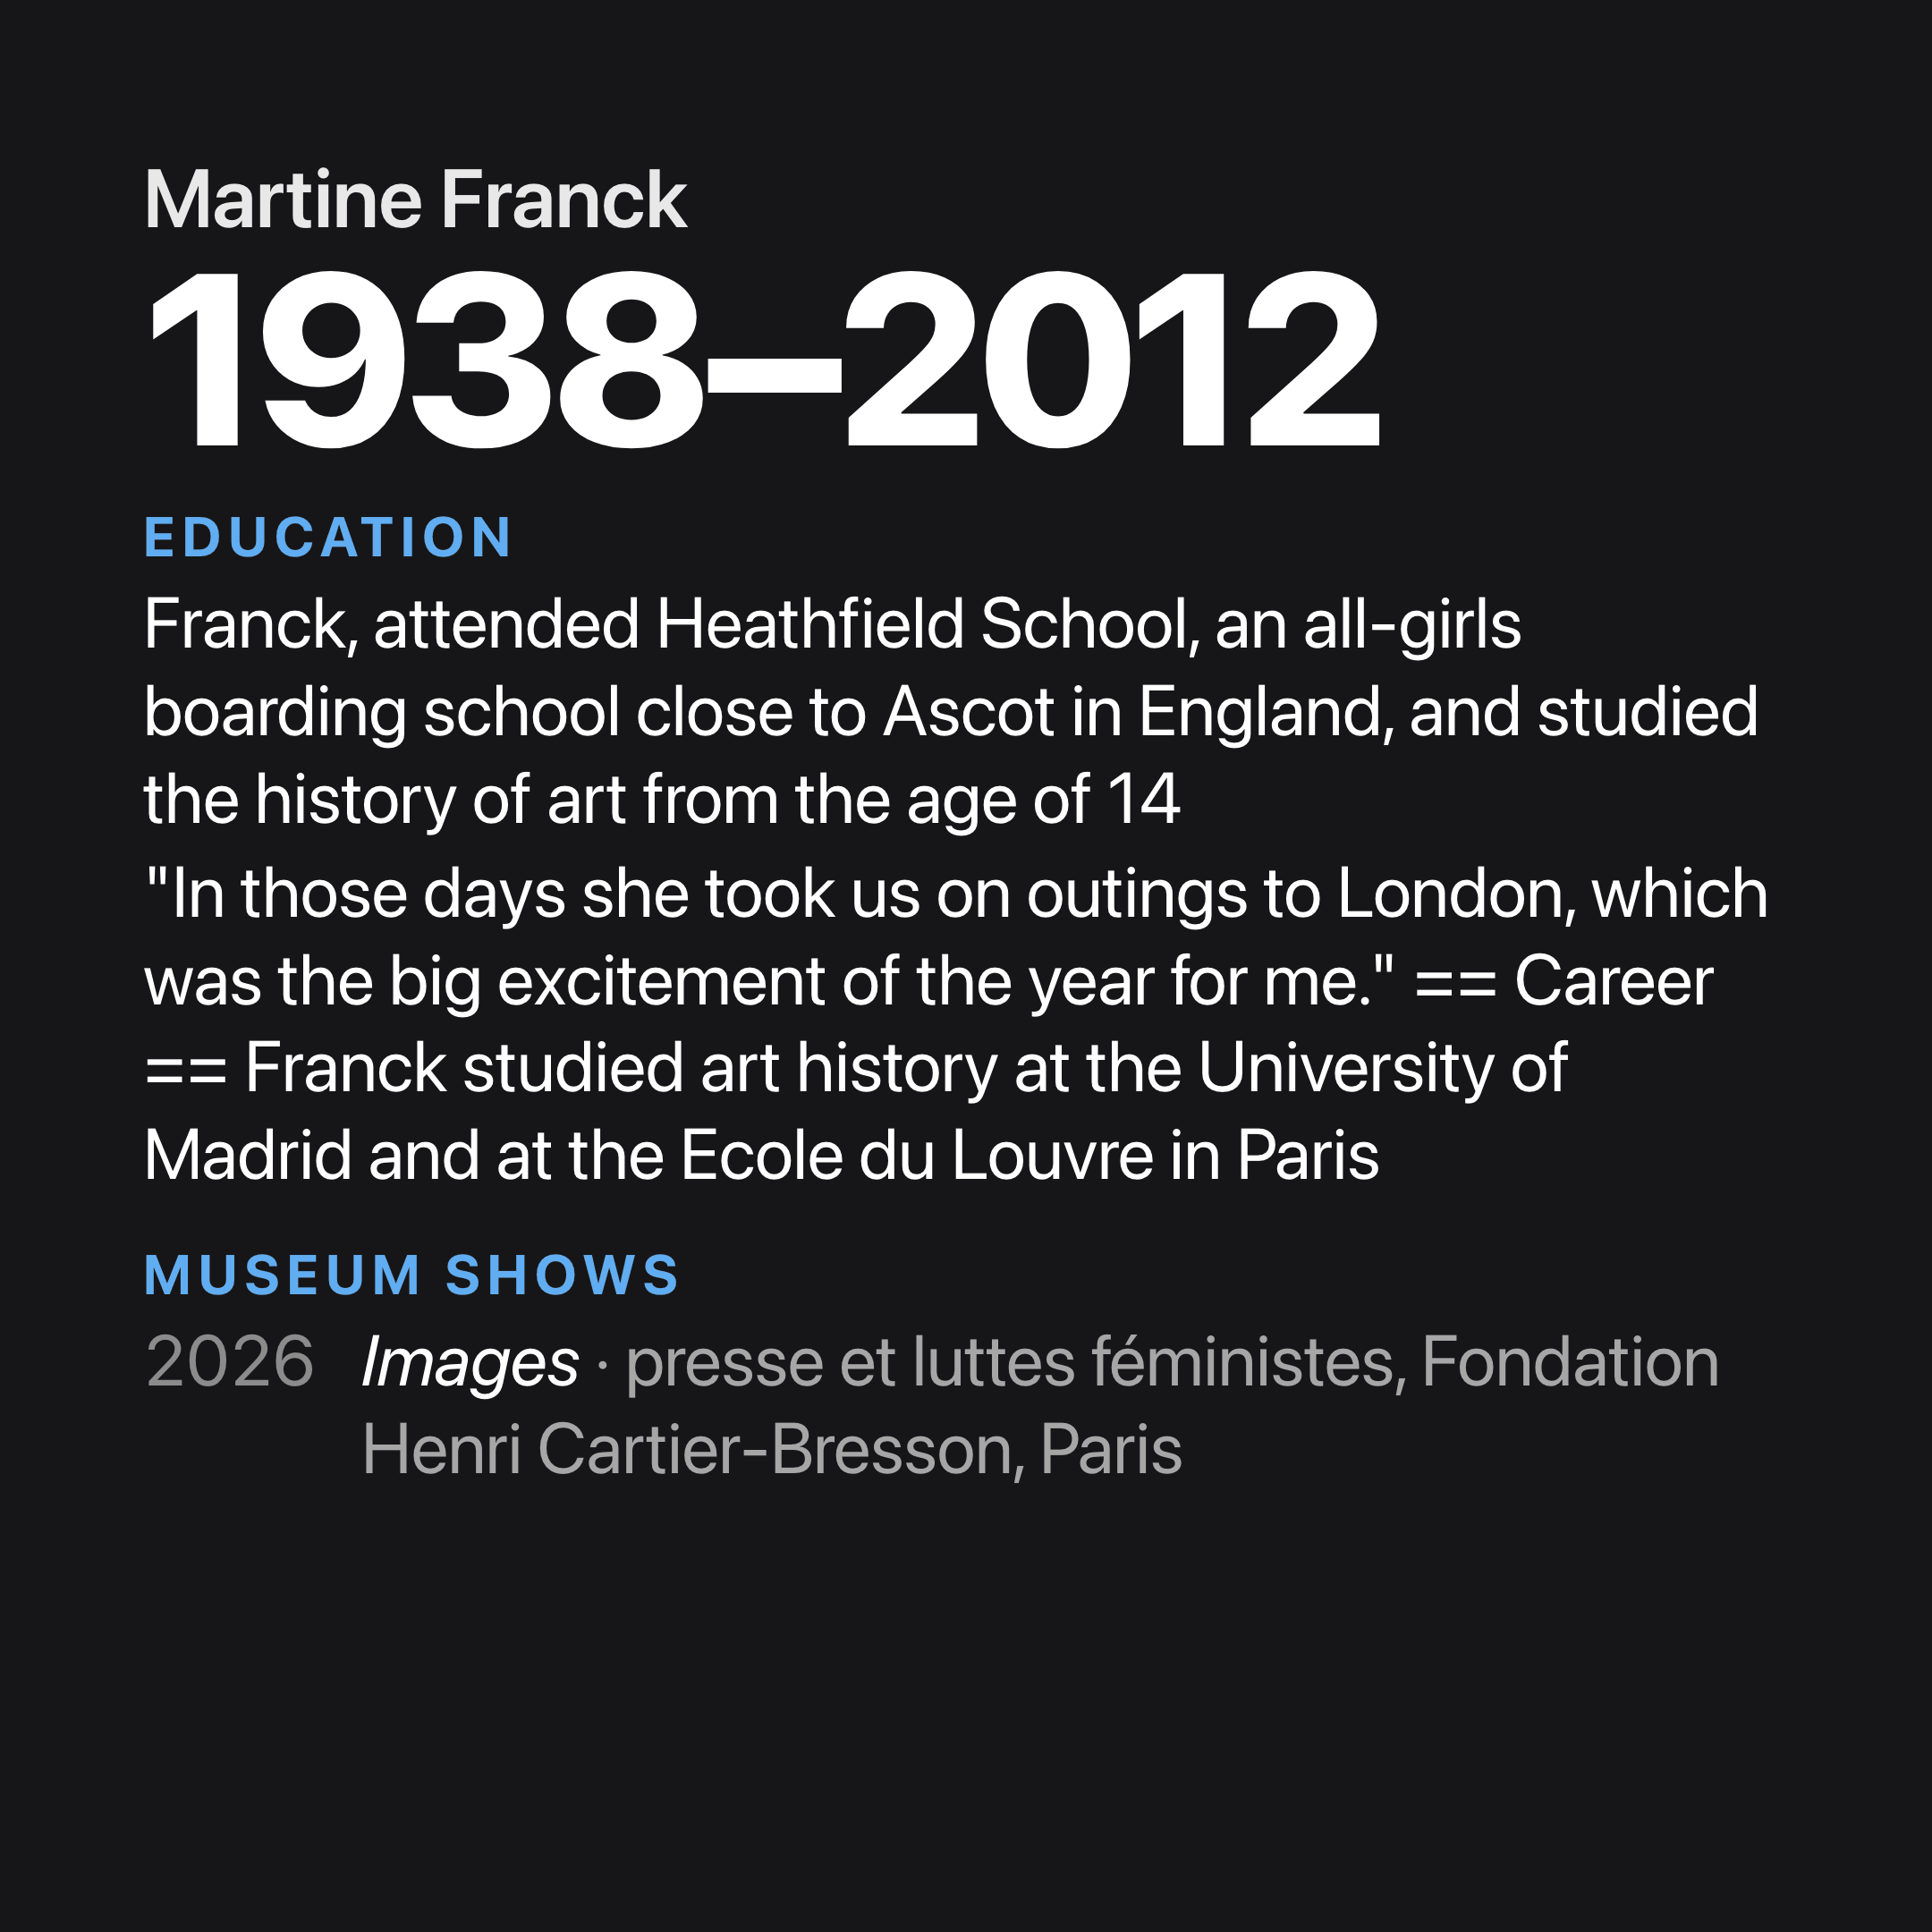 Martine Franck
1938–2012
EDUCATION
Franck, attended Heathfield School, an all-girls
boarding school close to Ascot in England, and studied
the history of art from the age of 14
"In those days she took us on outings to London, which
was the big excitement of the year for me." == Career
== Franck studied art history at the University of
Madrid and at the Ecole du Louvre in Paris
MUSEUM SHOWS
2026 Images · presse et luttes féministes, Fondation
Henri Cartier-Bresson, Paris